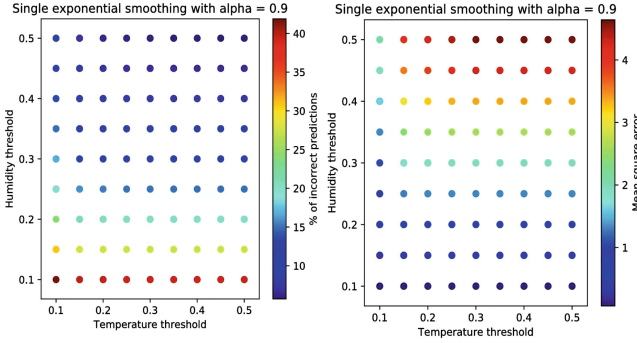 Single exponential smoothing with alpha = 0.9
0.5
0.4
0.3
0.2
0.1
Humidity threshold
0.1 0.2 0.3 0.4 0.5
Temperature threshold
40
35
30
25
20
15
10
% of incorrect predictions
Single exponential smoothing with alpha = 0.9
0.5
0.4
0.3
0.2
0.1
Humidity threshold
0.1 0.2 0.3 0.4 0.5
Temperature threshold
4
3
2
1
Mean square error